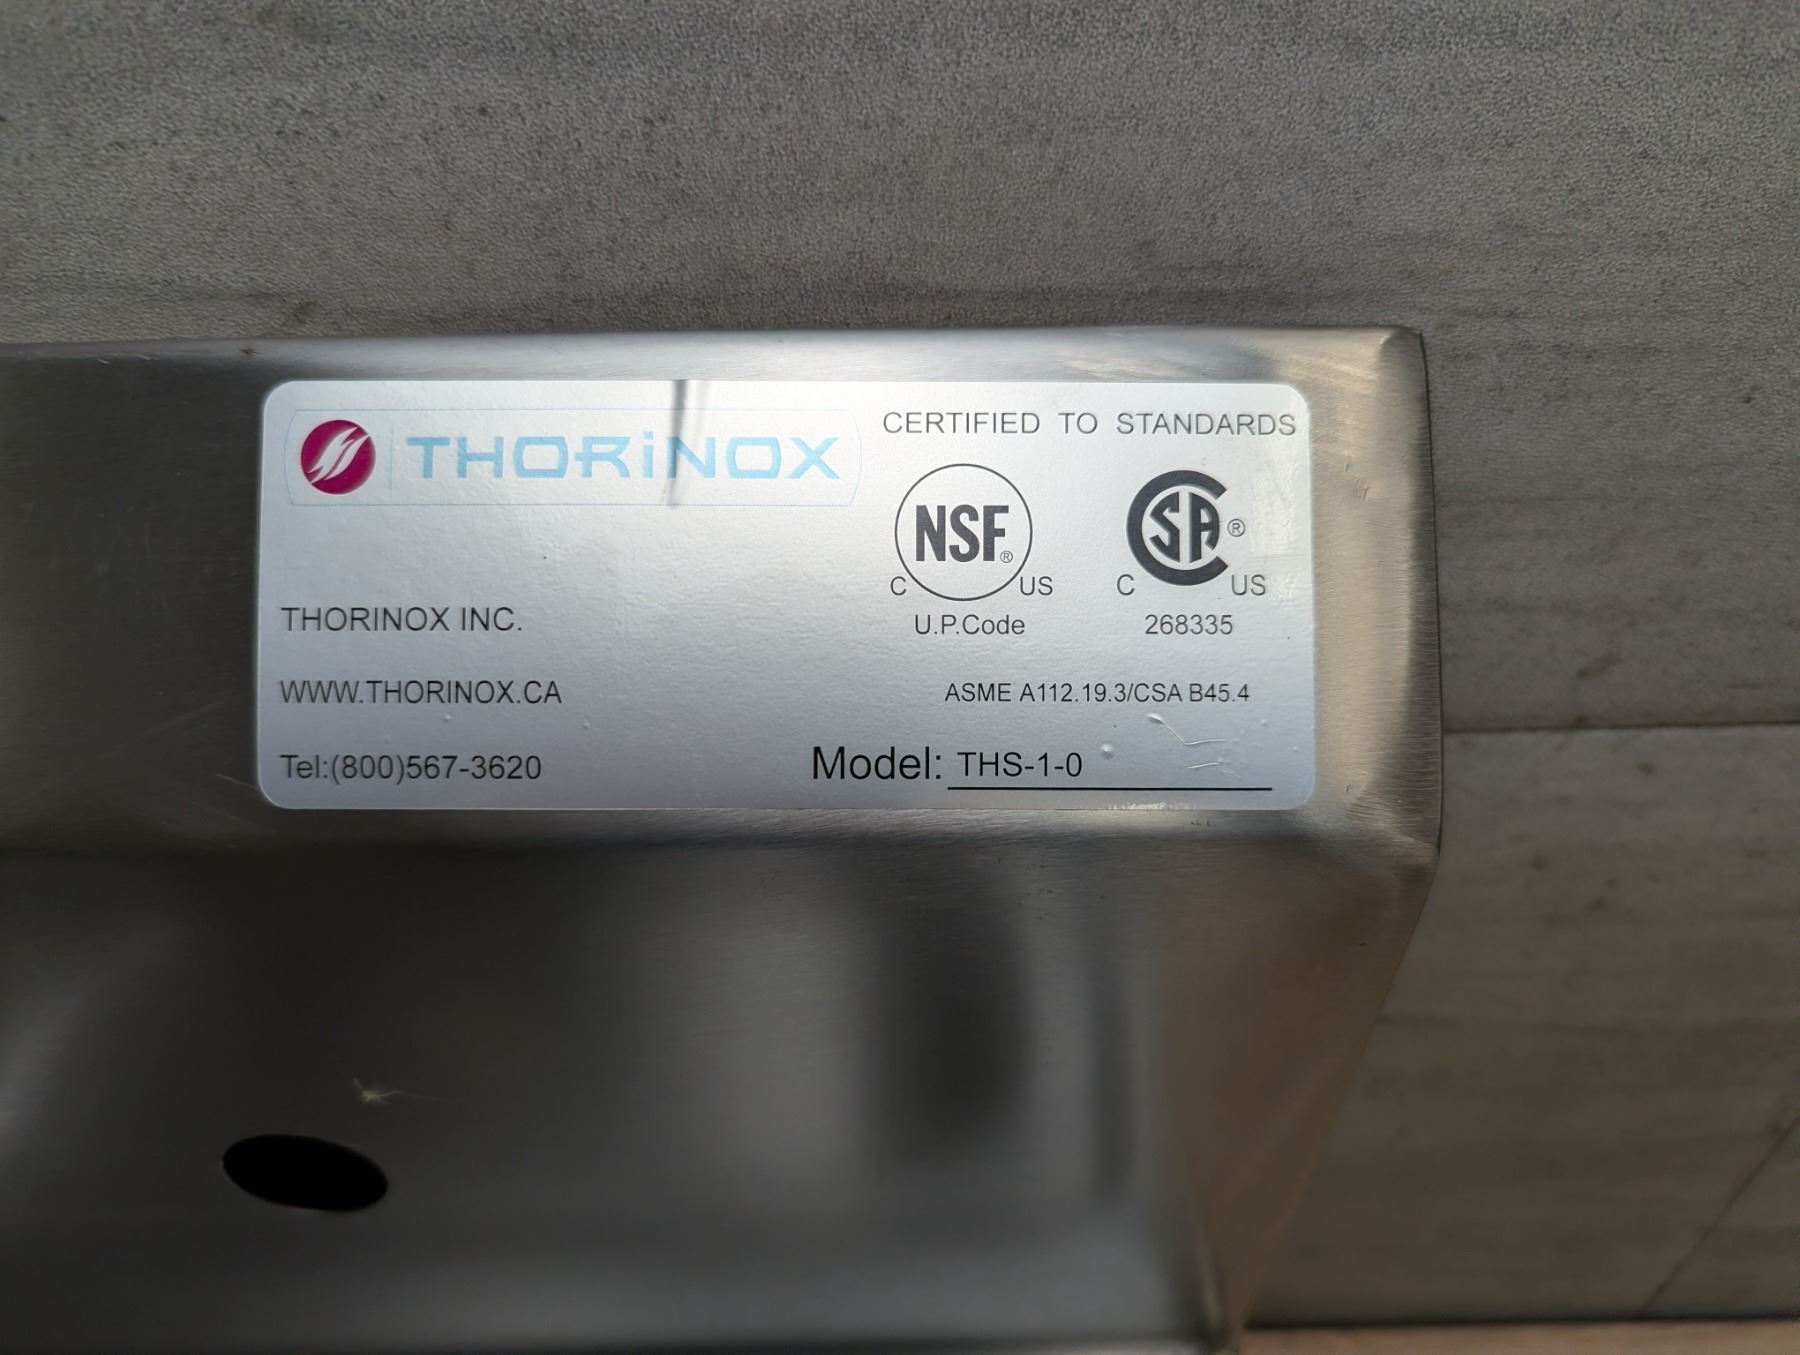 THORiNOX
CERTIFIED TO STANDARDS
NSF®
C US
U.P.Code
CSA®
C US
268335
THORINOX INC.
WWW.THORINOX.CA
ASME A112.19.3/CSA B45.4
Tel:(800)567-3620
Model: THS-1-0